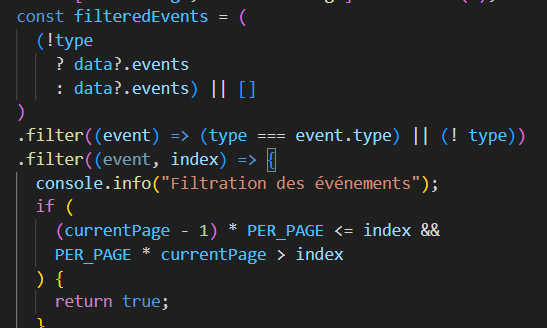 const filteredEvents = (
(!type
? data?.events
: data?.events) || []
)
.filter((event) => (type === event.type) || (! type))
.filter((event, index) => {
console.info("Filtration des événements");
if (
(currentPage - 1) * PER_PAGE <= index &&
PER_PAGE * currentPage > index
) {
return true;
}